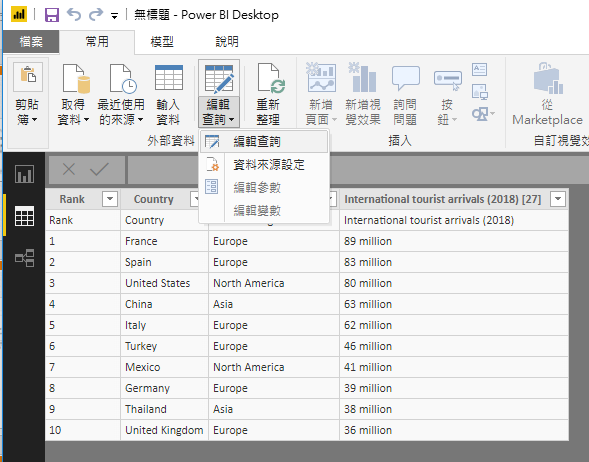 無標題 - Power BI Desktop
檔案 常用 模型 說明
剪貼簿 取得資料 最近使用的來源 輸入資料 編輯查詢 重新整理 新增頁面 新增視覺效果 詢問問題 按鈕 從 Marketplace
外部資料 插入 自訂視覺效
編輯查詢
資料來源設定
編輯參數
編輯變數
Rank Country International tourist arrivals (2018) [27]
Rank Country International tourist arrivals (2018)
1 France Europe 89 million
2 Spain Europe 83 million
3 United States North America 80 million
4 China Asia 63 million
5 Italy Europe 62 million
6 Turkey Europe 46 million
7 Mexico North America 41 million
8 Germany Europe 39 million
9 Thailand Asia 38 million
10 United Kingdom Europe 36 million